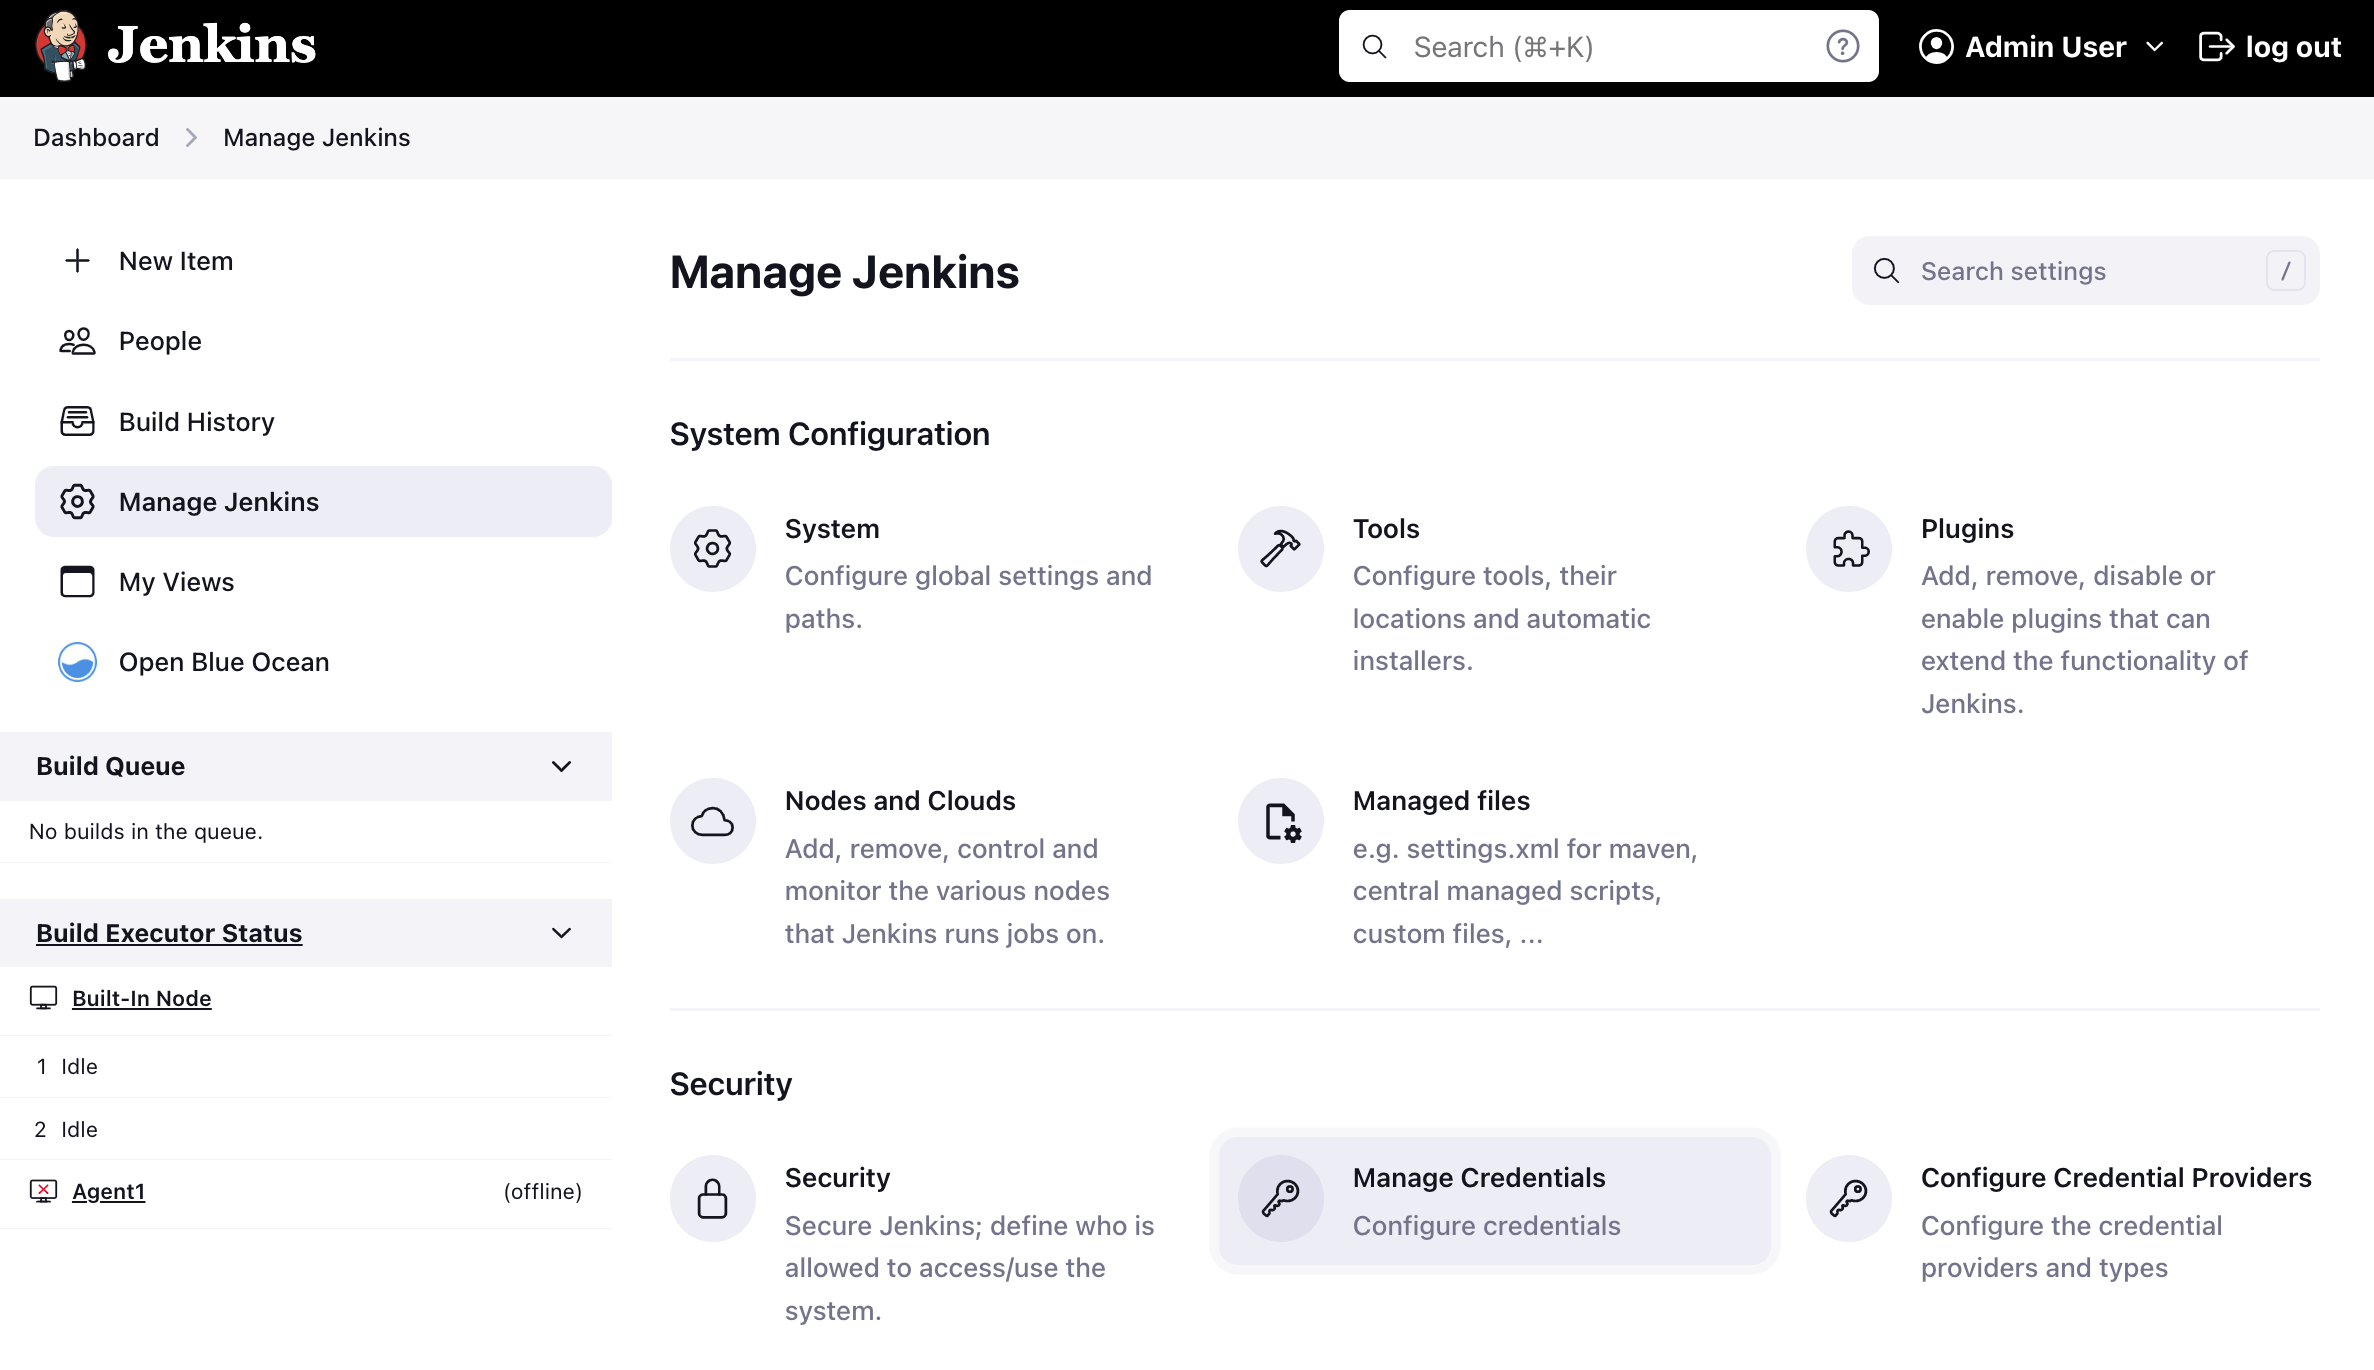 Jenkins
Search (⌘+K)
?
Admin User
log out
Dashboard
Manage Jenkins
New Item
People
Build History
Manage Jenkins
My Views
Open Blue Ocean
Build Queue
No builds in the queue.
Build Executor Status
Built-In Node
1 Idle
2 Idle
Agent1 (offline)
Manage Jenkins
Search settings /
System Configuration
System
Configure global settings and
paths.
Tools
Configure tools, their
locations and automatic
installers.
Plugins
Add, remove, disable or
enable plugins that can
extend the functionality of
Jenkins.
Nodes and Clouds
Add, remove, control and
monitor the various nodes
that Jenkins runs jobs on.
Managed files
e.g. settings.xml for maven,
central managed scripts,
custom files, ...
Security
Security
Secure Jenkins; define who is
allowed to access/use the
system.
Manage Credentials
Configure credentials
Configure Credential Providers
Configure the credential
providers and types